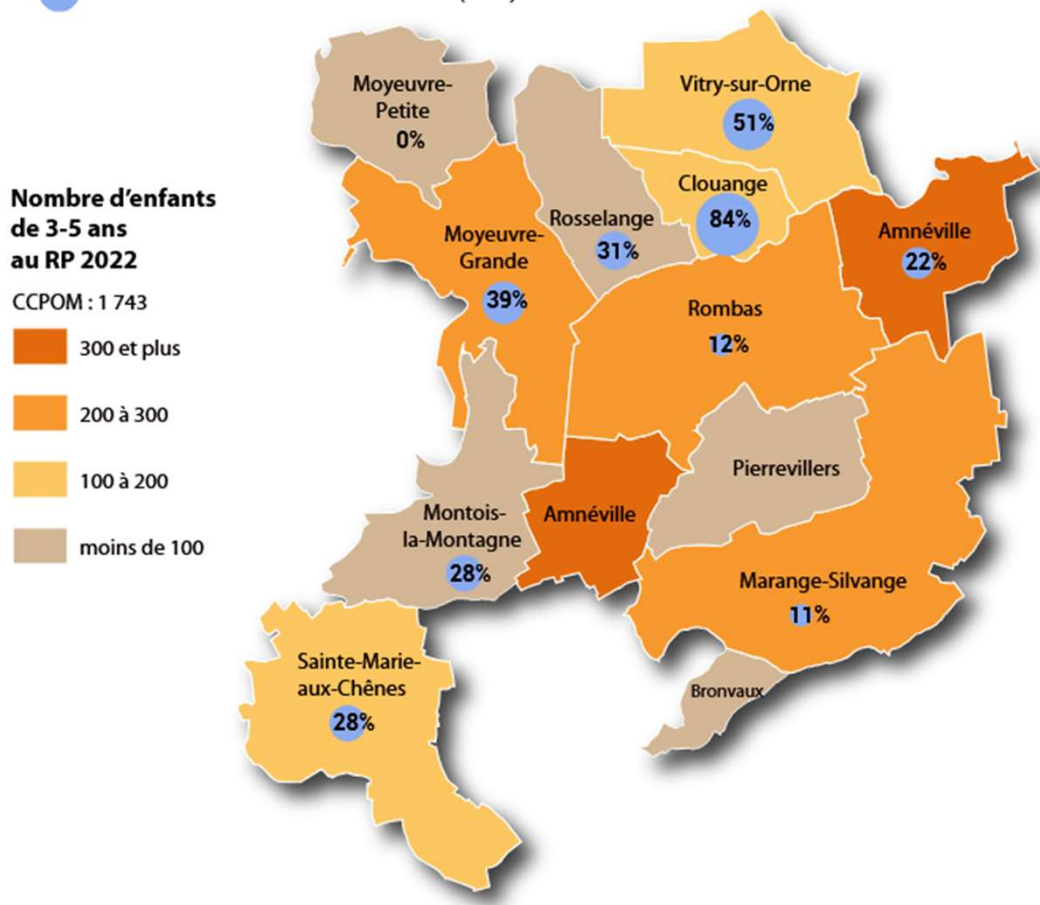 Moyeuvre-
Petite
0%
Vitry-sur-Orne
51%
Clouange
84%
Rosselange
31%
Amnéville
22%
Moyeuvre-
Grande
39%
Rombas
12%
Nombre d'enfants
de 3-5 ans
au RP 2022
CCPOM : 1 743
300 et plus
200 à 300
100 à 200
moins de 100
Pierrevillers
Amnéville
Montois-
la-Montagne
28%
Marange-Silvange
11%
Sainte-Marie-
aux-Chênes
28%
Bronvaux